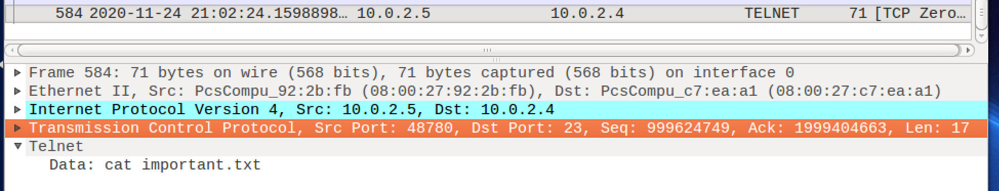 584 2020-11-24 21:02:24.1598898… 10.0.2.5 10.0.2.4 TELNET 71 [TCP Zero…
Frame 584: 71 bytes on wire (568 bits), 71 bytes captured (568 bits) on interface 0
Ethernet II, Src: PcsCompu_92:2b:fb (08:00:27:92:2b:fb), Dst: PcsCompu_c7:ea:a1 (08:00:27:c7:ea:a1)
Internet Protocol Version 4, Src: 10.0.2.5, Dst: 10.0.2.4
Transmission Control Protocol, Src Port: 48780, Dst Port: 23, Seq: 999624749, Ack: 1999404663, Len: 17
Telnet
Data: cat important.txt